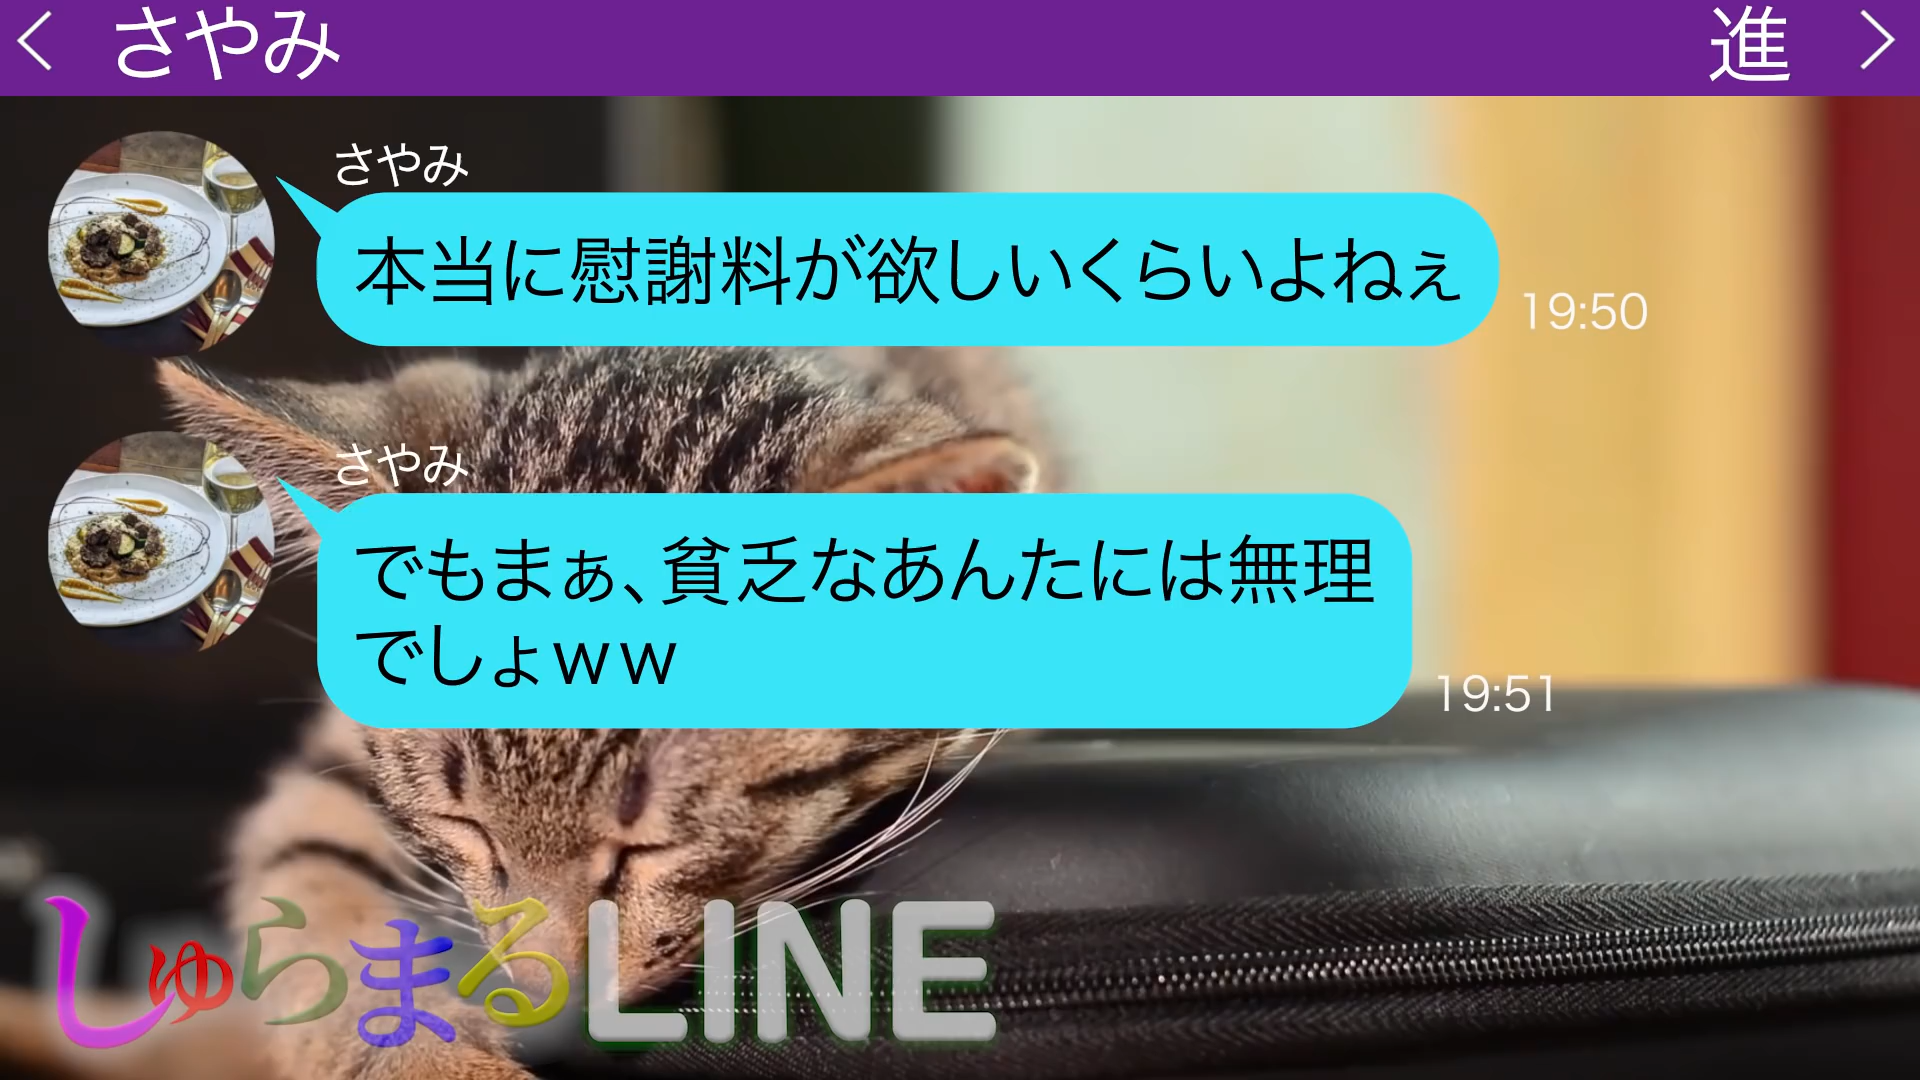 さやみ
進
さやみ
本当に慰謝料が欲しいくらいよねぇ
19:50
さやみ
でもまぁ、貧乏なあんたには無理
でしょｗｗ
19:51
しゅらまるLINE